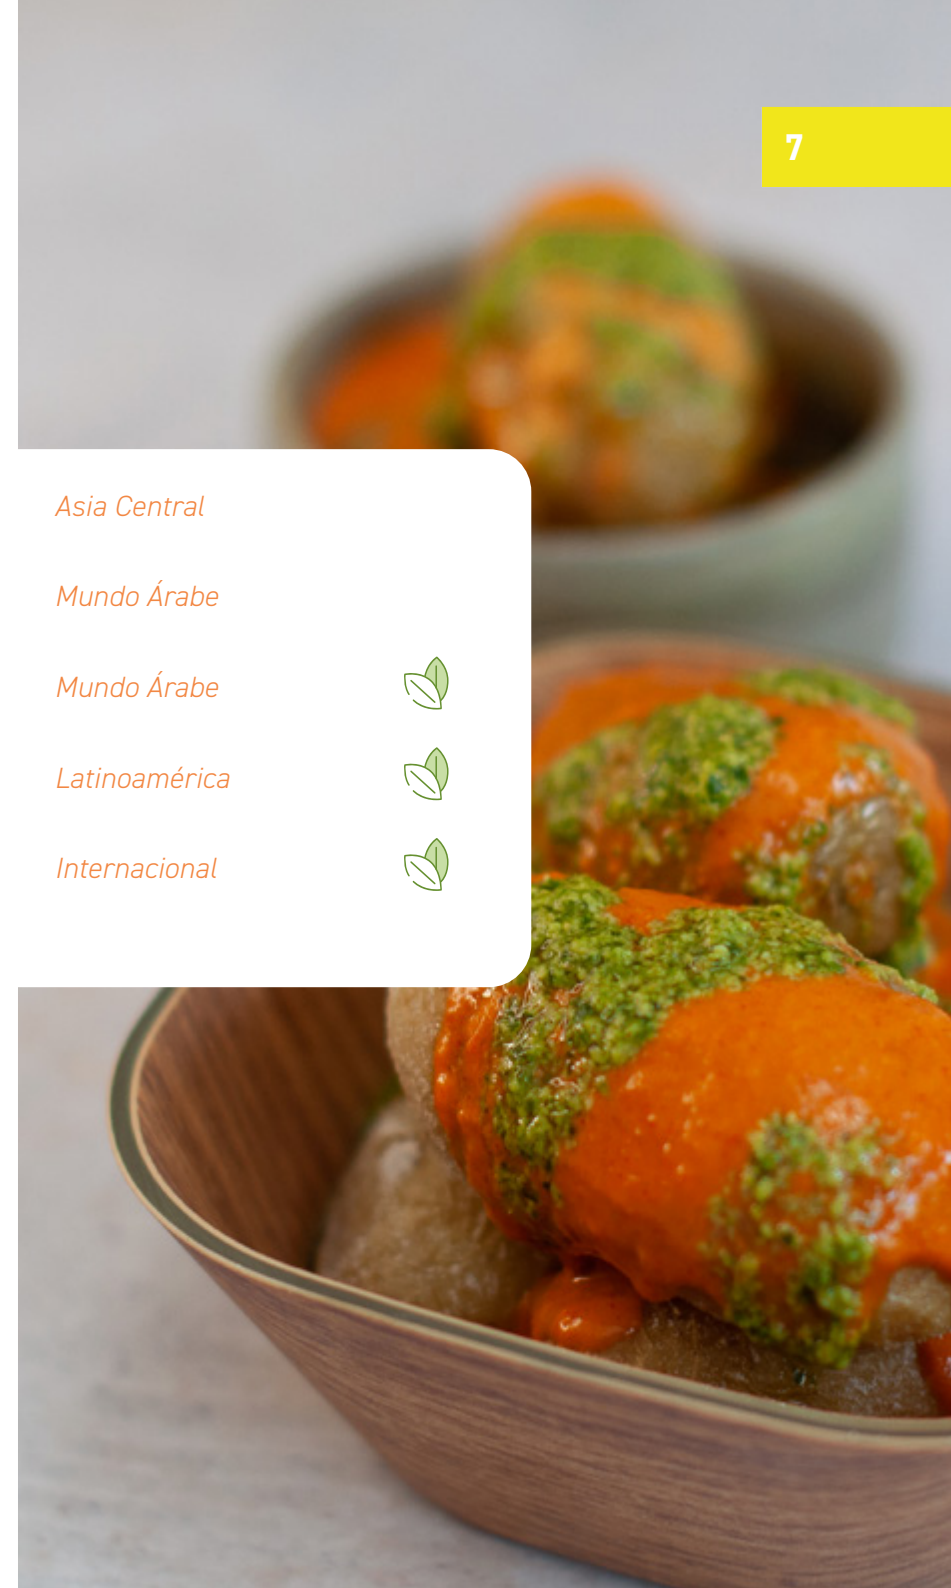 7
Asia Central
Mundo Árabe
Mundo Árabe
Latinoamérica
Internacional